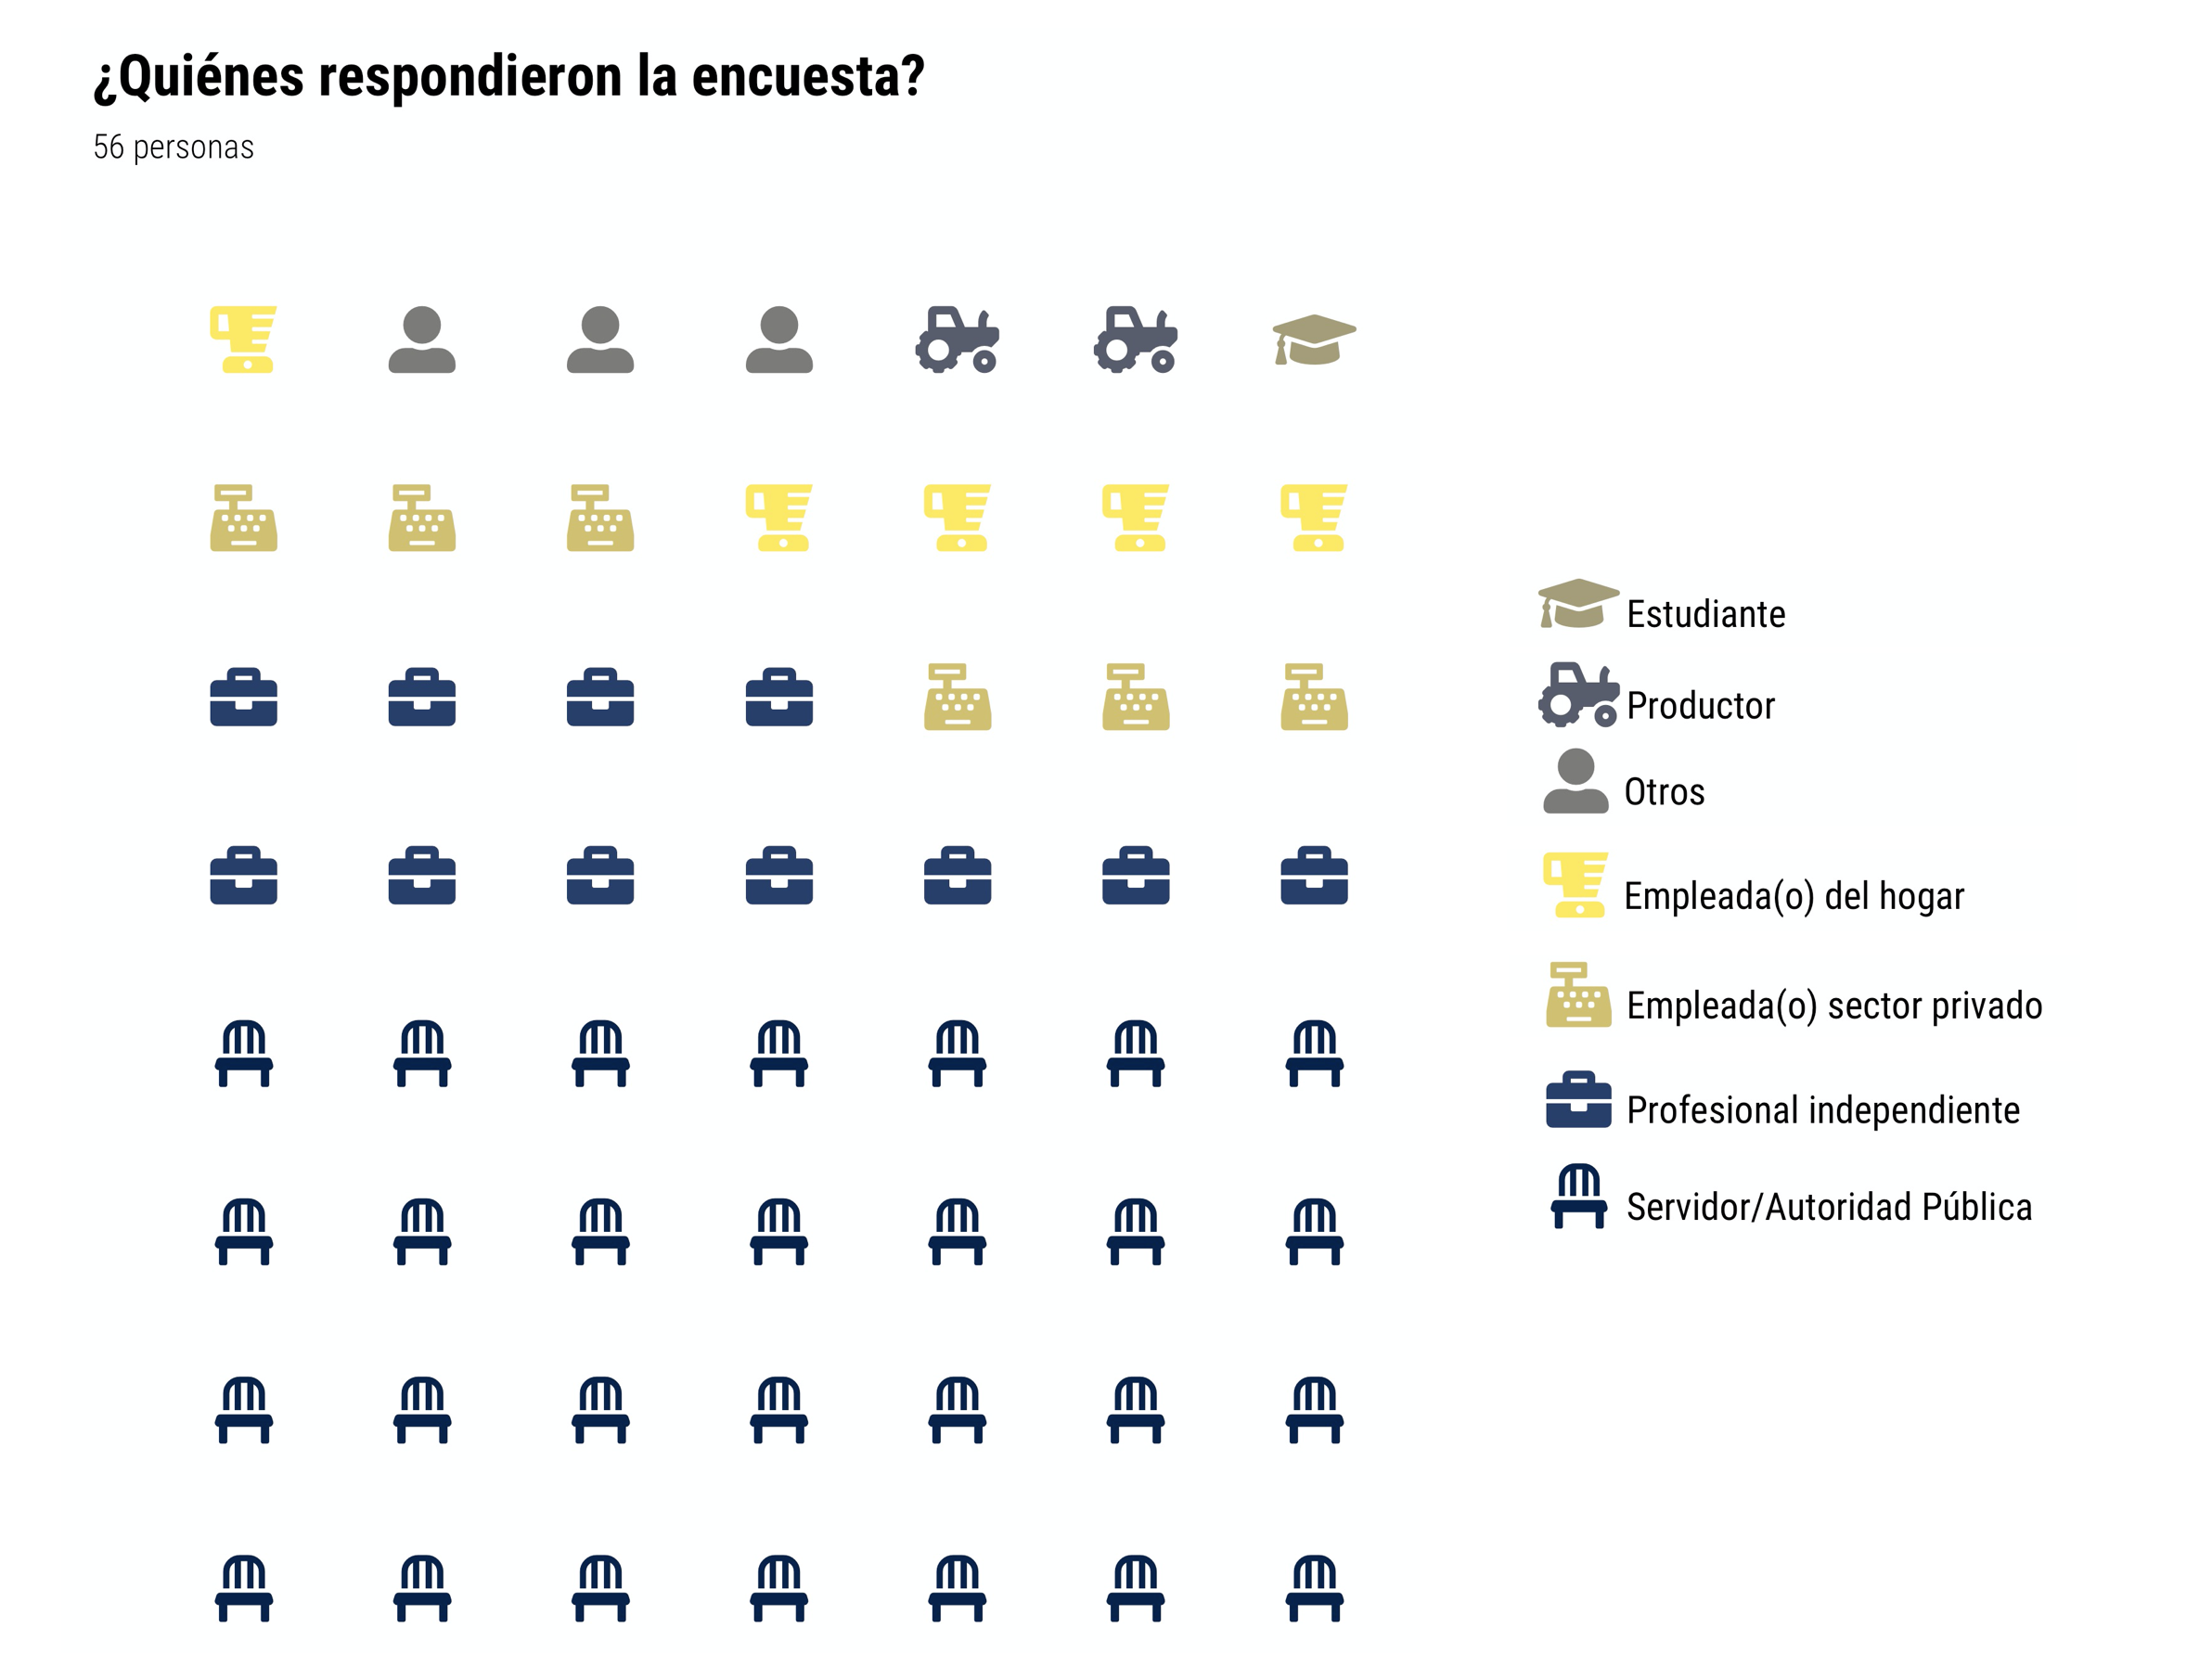 ¿Quiénes respondieron la encuesta?
56 personas
Estudiante
Productor
Otros
Empleada(o) del hogar
Empleada(o) sector privado
Profesional independiente
Servidor/Autoridad Pública